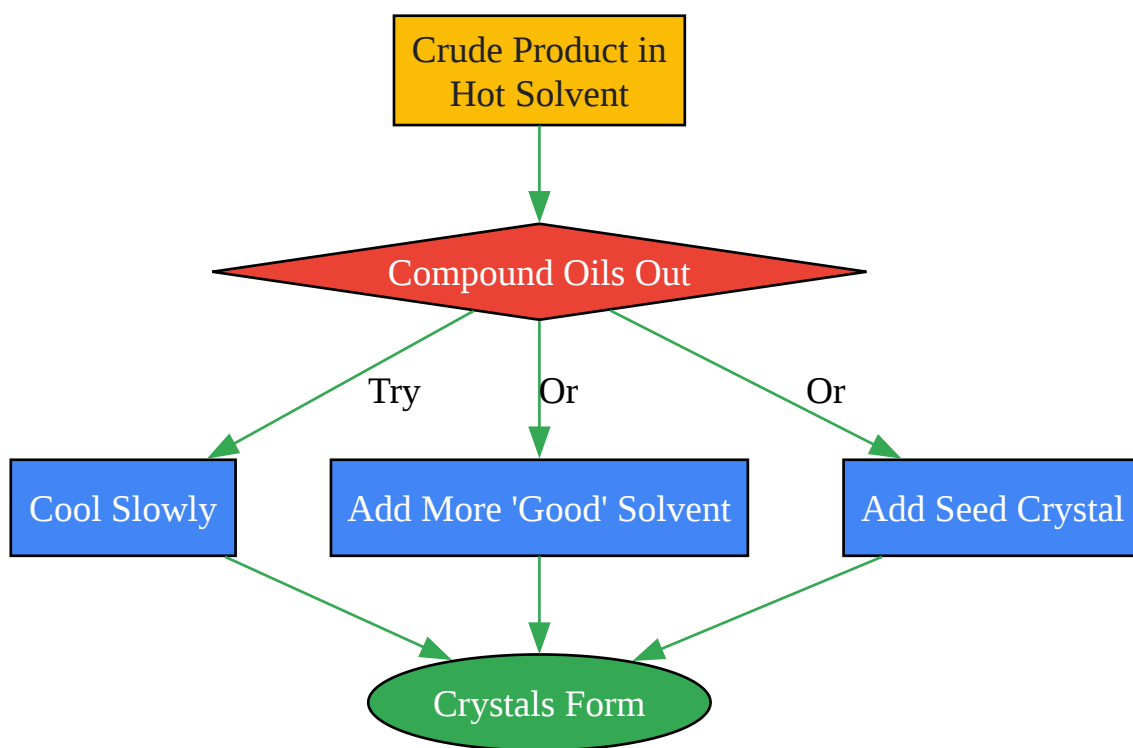 Crude Product in
Hot Solvent
Compound Oils Out
Try
Or
Or
Cool Slowly
Add More 'Good' Solvent
Add Seed Crystal
Crystals Form